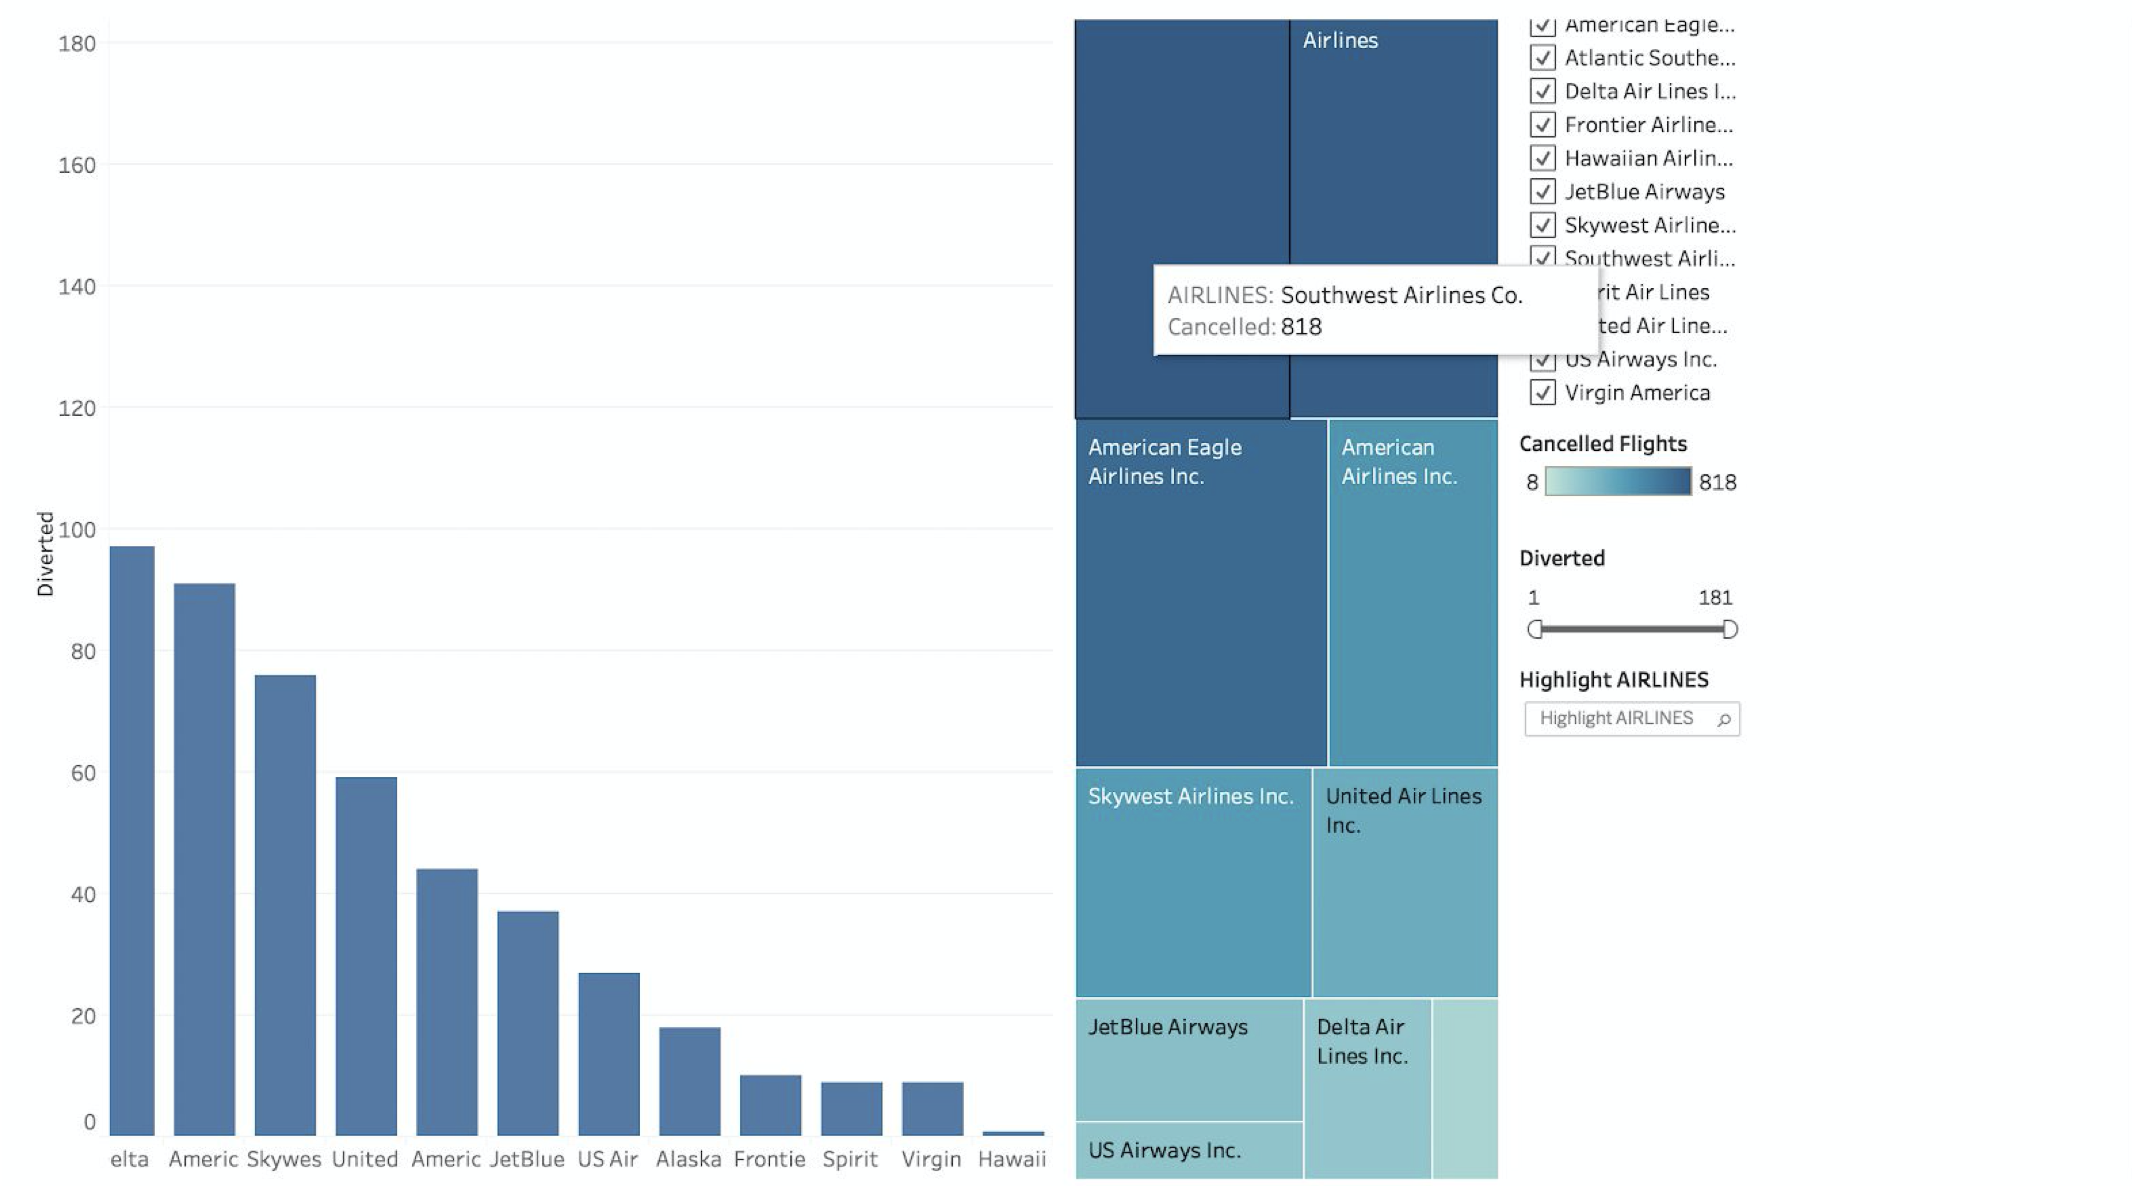 180
160
140
120
100
80
60
40
20
0
Diverted
elta
Americ
Skywes
United
Americ
JetBlue
US Air
Alaska
Frontie
Spirit
Virgin
Hawaii
Airlines
AIRLINES: Southwest Airlines Co.
Cancelled: 818
American Eagle
Airlines Inc.
American
Airlines Inc.
Skywest Airlines Inc.
United Air Lines
Inc.
JetBlue Airways
Delta Air
Lines Inc.
US Airways Inc.
American Eagle...
Atlantic Southe...
Delta Air Lines I...
Frontier Airline...
Hawaiian Airlin...
JetBlue Airways
Skywest Airline...
Southwest Airli...
rit Air Lines
ted Air Line...
US Airways Inc.
Virgin America
Cancelled Flights
8 818
Diverted
1 181
Highlight AIRLINES
Highlight AIRLINES